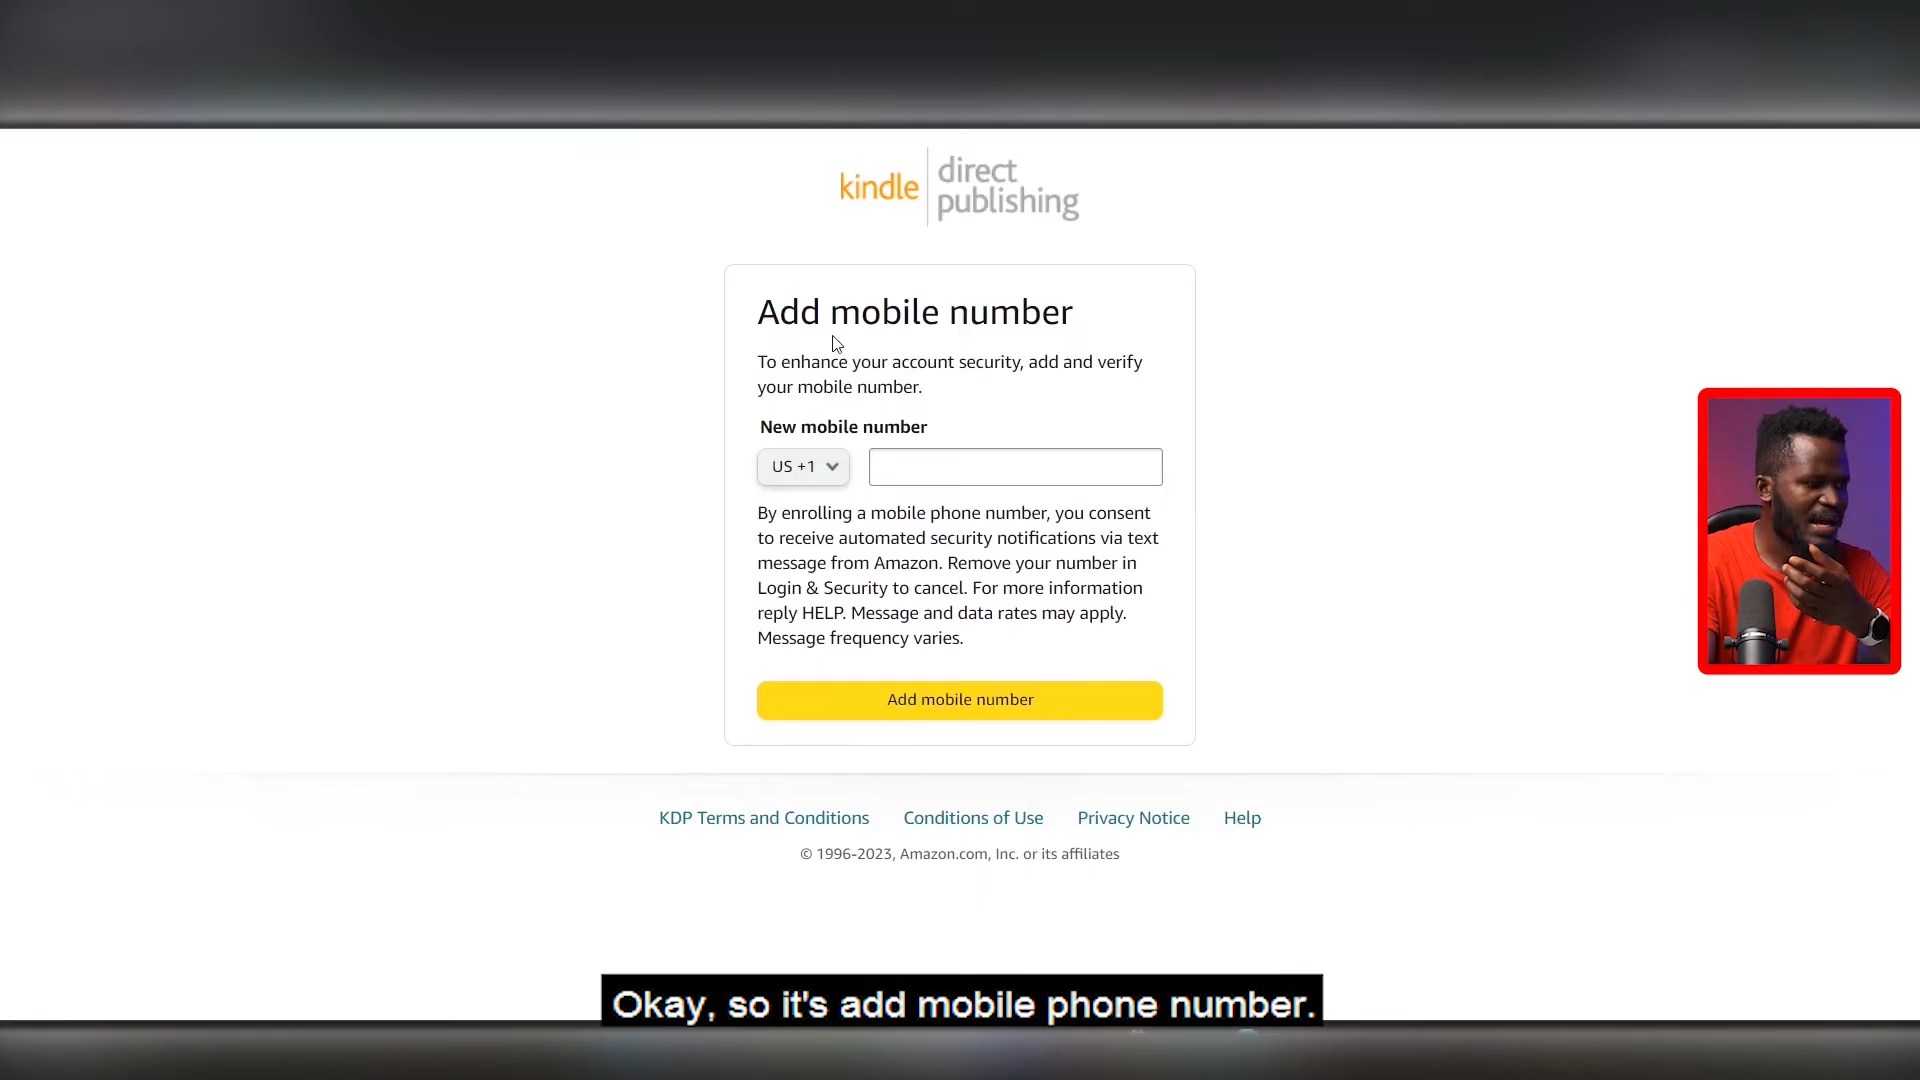 kindle
direct
publishing
Add mobile number
To enhance your account security, add and verify
your mobile number.
New mobile number
US +1
By enrolling a mobile phone number, you consent
to receive automated security notifications via text
message from Amazon. Remove your number in
Login & Security to cancel. For more information
reply HELP. Message and data rates may apply.
Message frequency varies.
Add mobile number
KDP Terms and Conditions Conditions of Use Privacy Notice Help
© 1996-2023, Amazon.com, Inc. or its affiliates
Okay, so it's add mobile phone number.